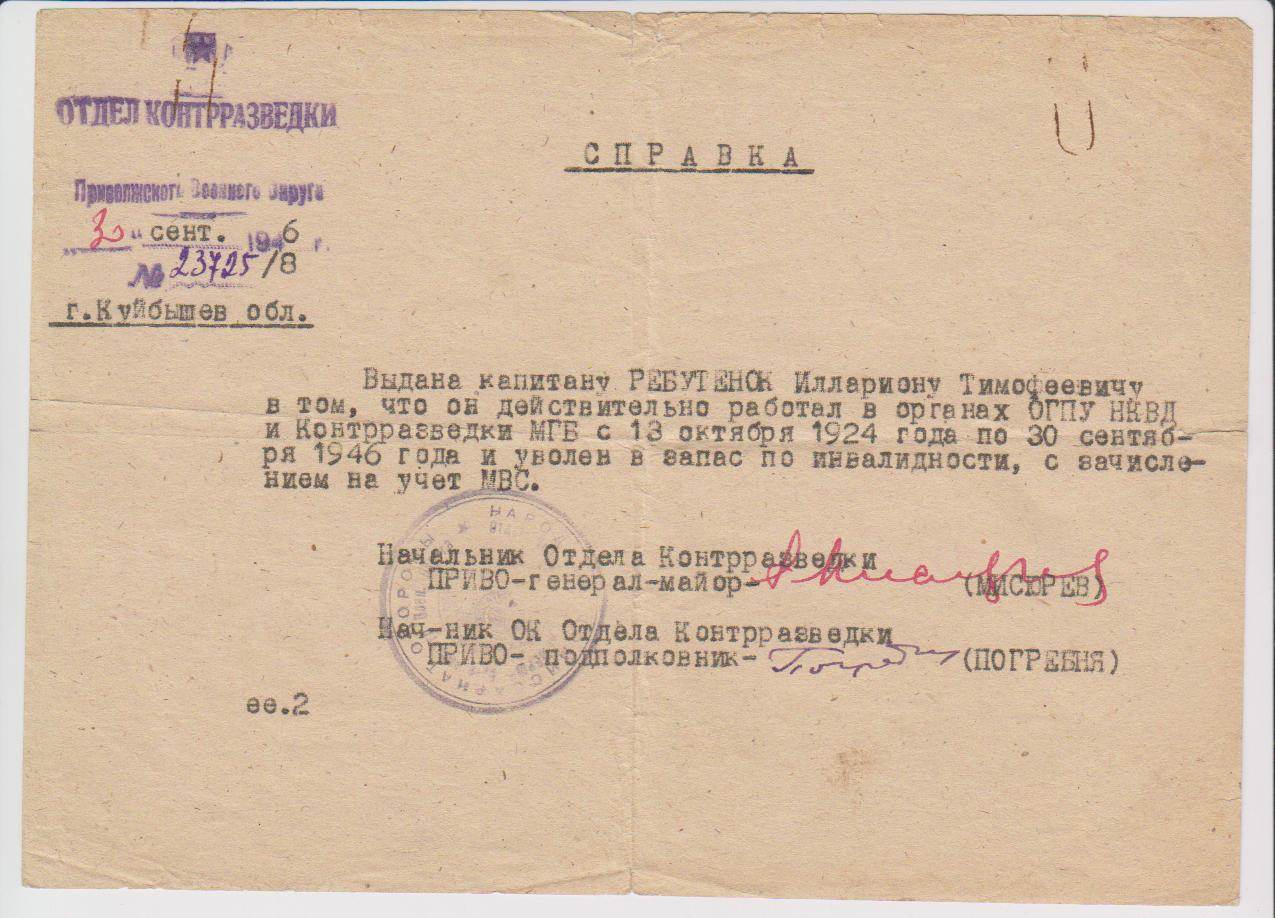 ОТДЕЛ КОНТРРАЗВЕДКИ
Приволжского Военного Округа
„30" сент. 1946 г.
№ 23725/8
г.Куйбышев обл.
СПРАВКА
Выдана капитану РЕБУТЕНОК Иллариону Тимофеевичу
в том, что он действительно работал в органах ОГПУ НКВД
и Контрразведки МГБ с 13 октября 1924 года по 30 сентяб-
ря 1946 года и уволен в запас по инвалидности, с зачисле-
нием на учет МВС.
Начальник Отдела Контрразведки
ПРИВО-генерал-майор- (МИСЮРЕВ)
Нач-ник ОК Отдела Контрразведки
ПРИВО- подполковник- (ПОГРЕБНЯ)
ее.2